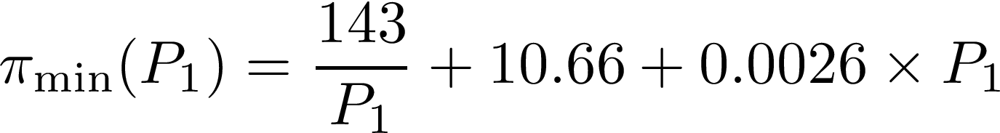 π_min(P_1) = 143/P_1 + 10.66 + 0.0026 × P_1